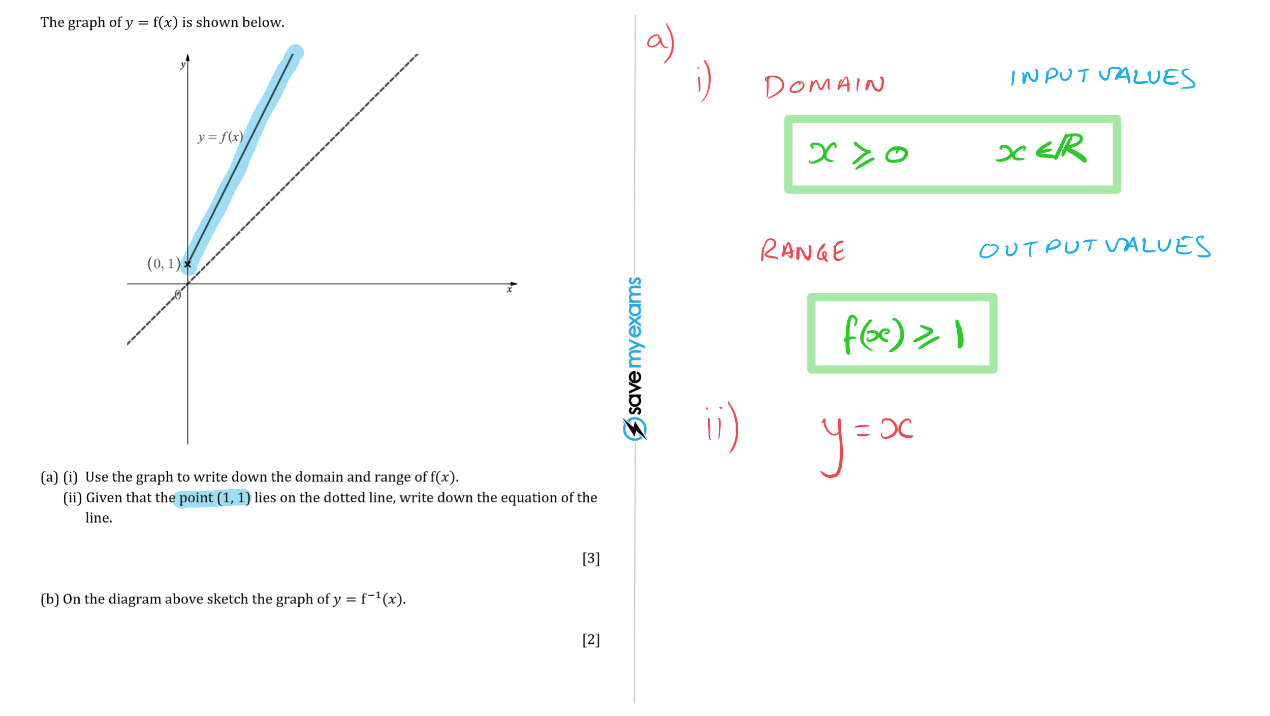 The graph of y = f(x) is shown below.
y
y = f(x)
(0, 1)
0
x
(a) (i) Use the graph to write down the domain and range of f(x).
(ii) Given that the point (1, 1) lies on the dotted line, write down the equation of the
line.
[3]
(b) On the diagram above sketch the graph of y = f⁻¹(x).
[2]
save my exams
a)
i) DOMAIN INPUT VALUES
x ⩾ 0 x ∈ ℝ
RANGE OUTPUT VALUES
f(x) ⩾ 1
ii) y = x